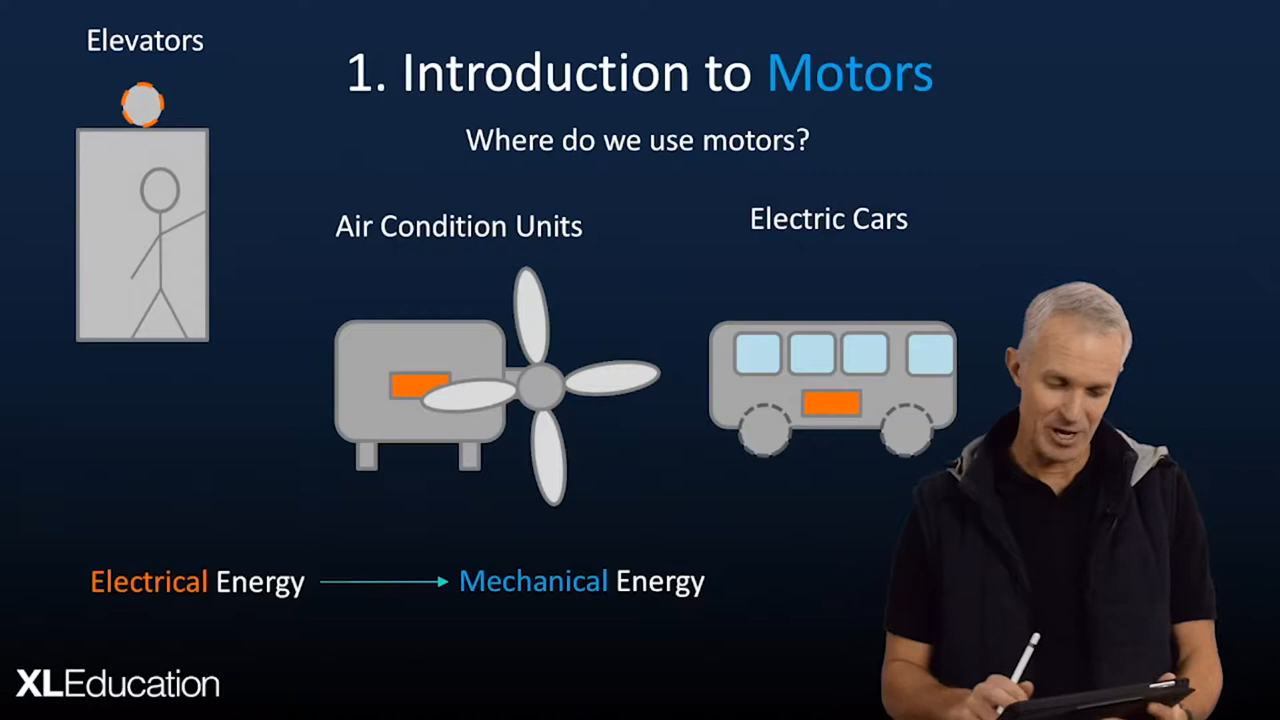 Elevators
1. Introduction to Motors
Where do we use motors?
Air Condition Units
Electric Cars
Electrical Energy
Mechanical Energy
XLEducation